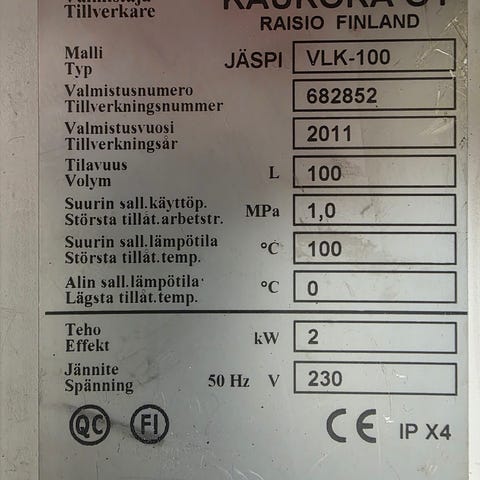 Tillverkare
KAUKORA OY
RAISIO FINLAND
Malli
Typ
JÄSPI VLK-100
Valmistusnumero
Tillverkningsnummer
682852
Valmistusvuosi
Tillverkningsår
2011
Tilavuus
Volym
L 100
Suurin sall.käyttöp.
Största tillåt.arbetstr.
MPa 1,0
Suurin sall.lämpötila
Största tillåt.temp.
°C 100
Alin sall.lämpötila
Lägsta tillåt.temp.
°C 0
Teho
Effekt
kW 2
Jännite
Spänning
50 Hz V 230
QC FI CE IP X4